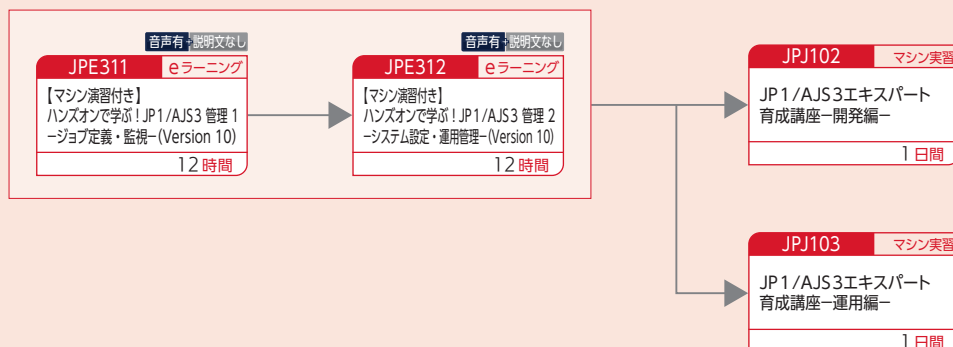 音声有+説明文なし
JPE311 eラーニング
【マシン演習付き】
ハンズオンで学ぶ!JP1/AJS3 管理 1
−ジョブ定義・監視−(Version 10)
12時間
音声有+説明文なし
JPE312 eラーニング
【マシン演習付き】
ハンズオンで学ぶ!JP1/AJS3 管理 2
−システム設定・運用管理−(Version 10)
12時間
JPJ102 マシン実習
JP1/AJS3エキスパート
育成講座−開発編−
1日間
JPJ103 マシン実習
JP1/AJS3エキスパート
育成講座−運用編−
1日間